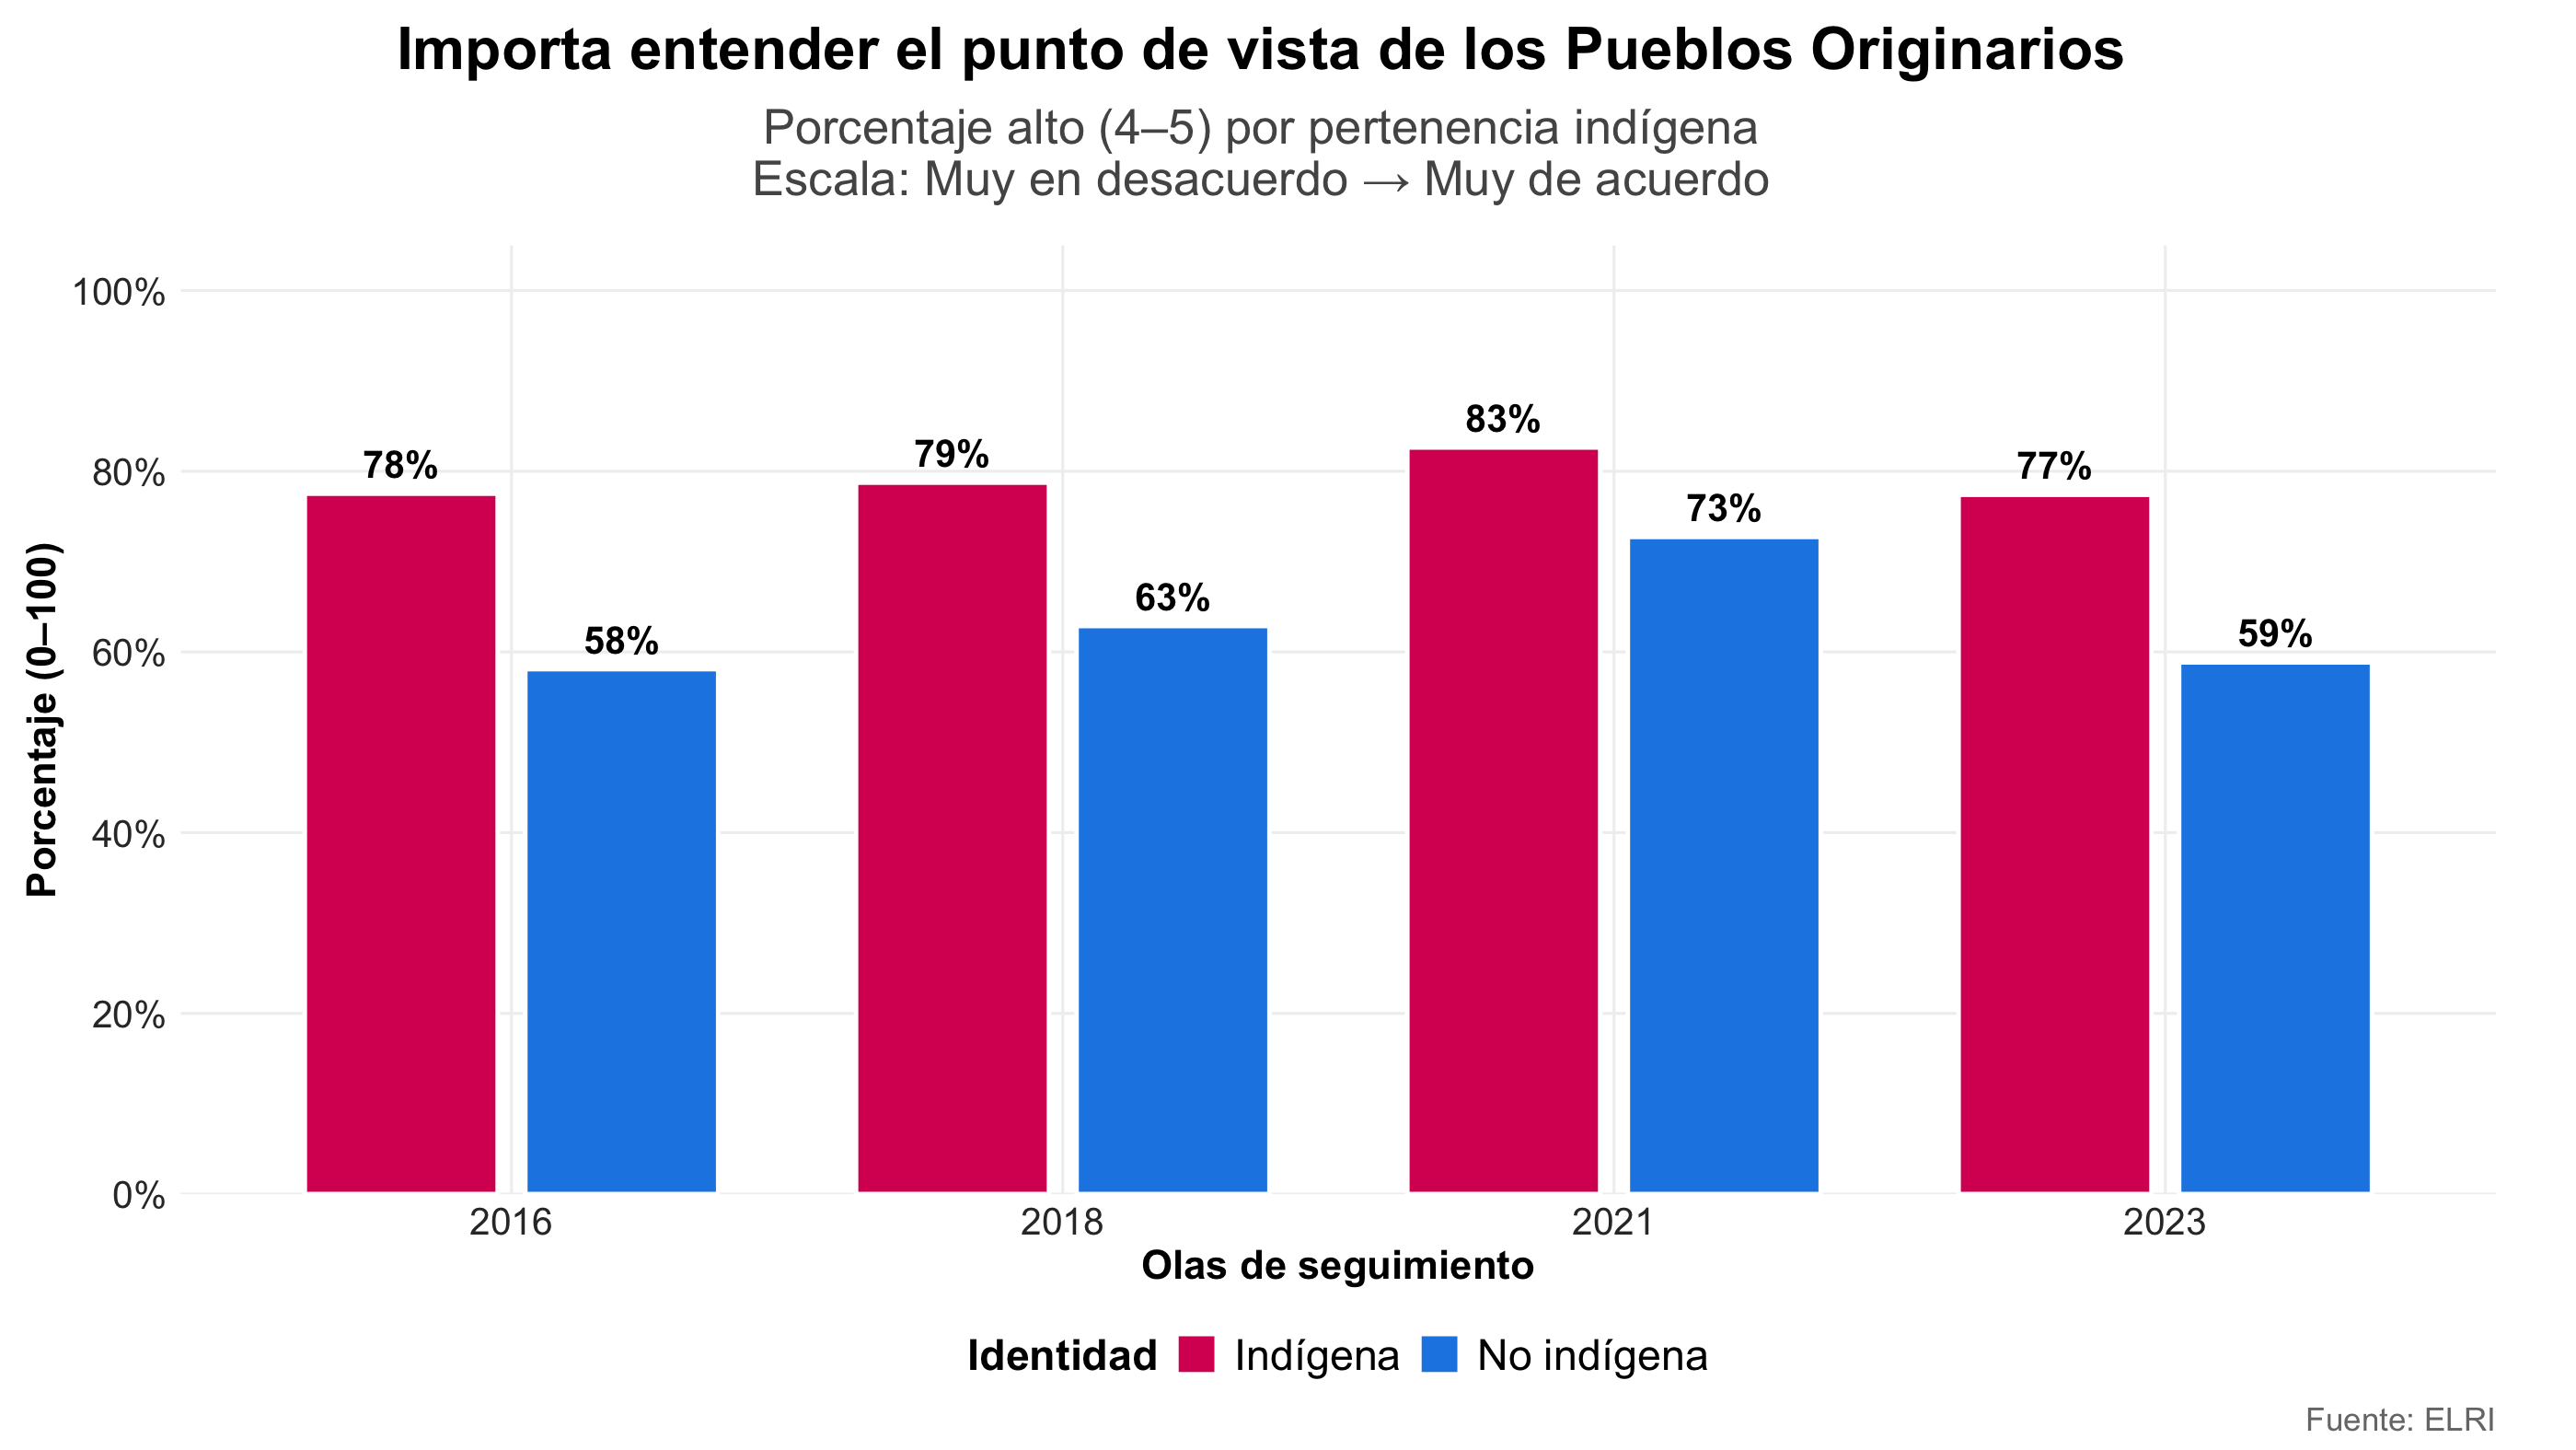 Importa entender el punto de vista de los Pueblos Originarios
Porcentaje alto (4–5) por pertenencia indígena
Escala: Muy en desacuerdo → Muy de acuerdo
Porcentaje (0–100)
100%
80%
60%
40%
20%
0%
78%
58%
79%
63%
83%
73%
77%
59%
2016
2018
2021
2023
Olas de seguimiento
Identidad Indígena No indígena
Fuente: ELRI